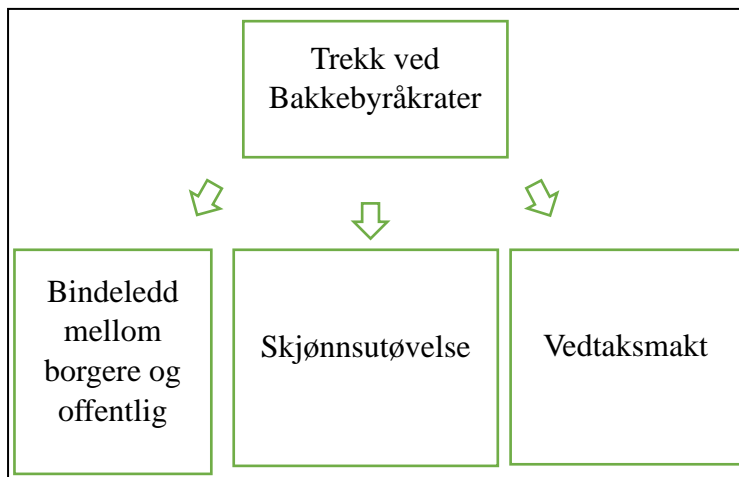 Trekk ved
Bakkebyråkrater
Bindeledd
mellom
borgere og
offentlig
Skjønnsutøvelse
Vedtaksmakt